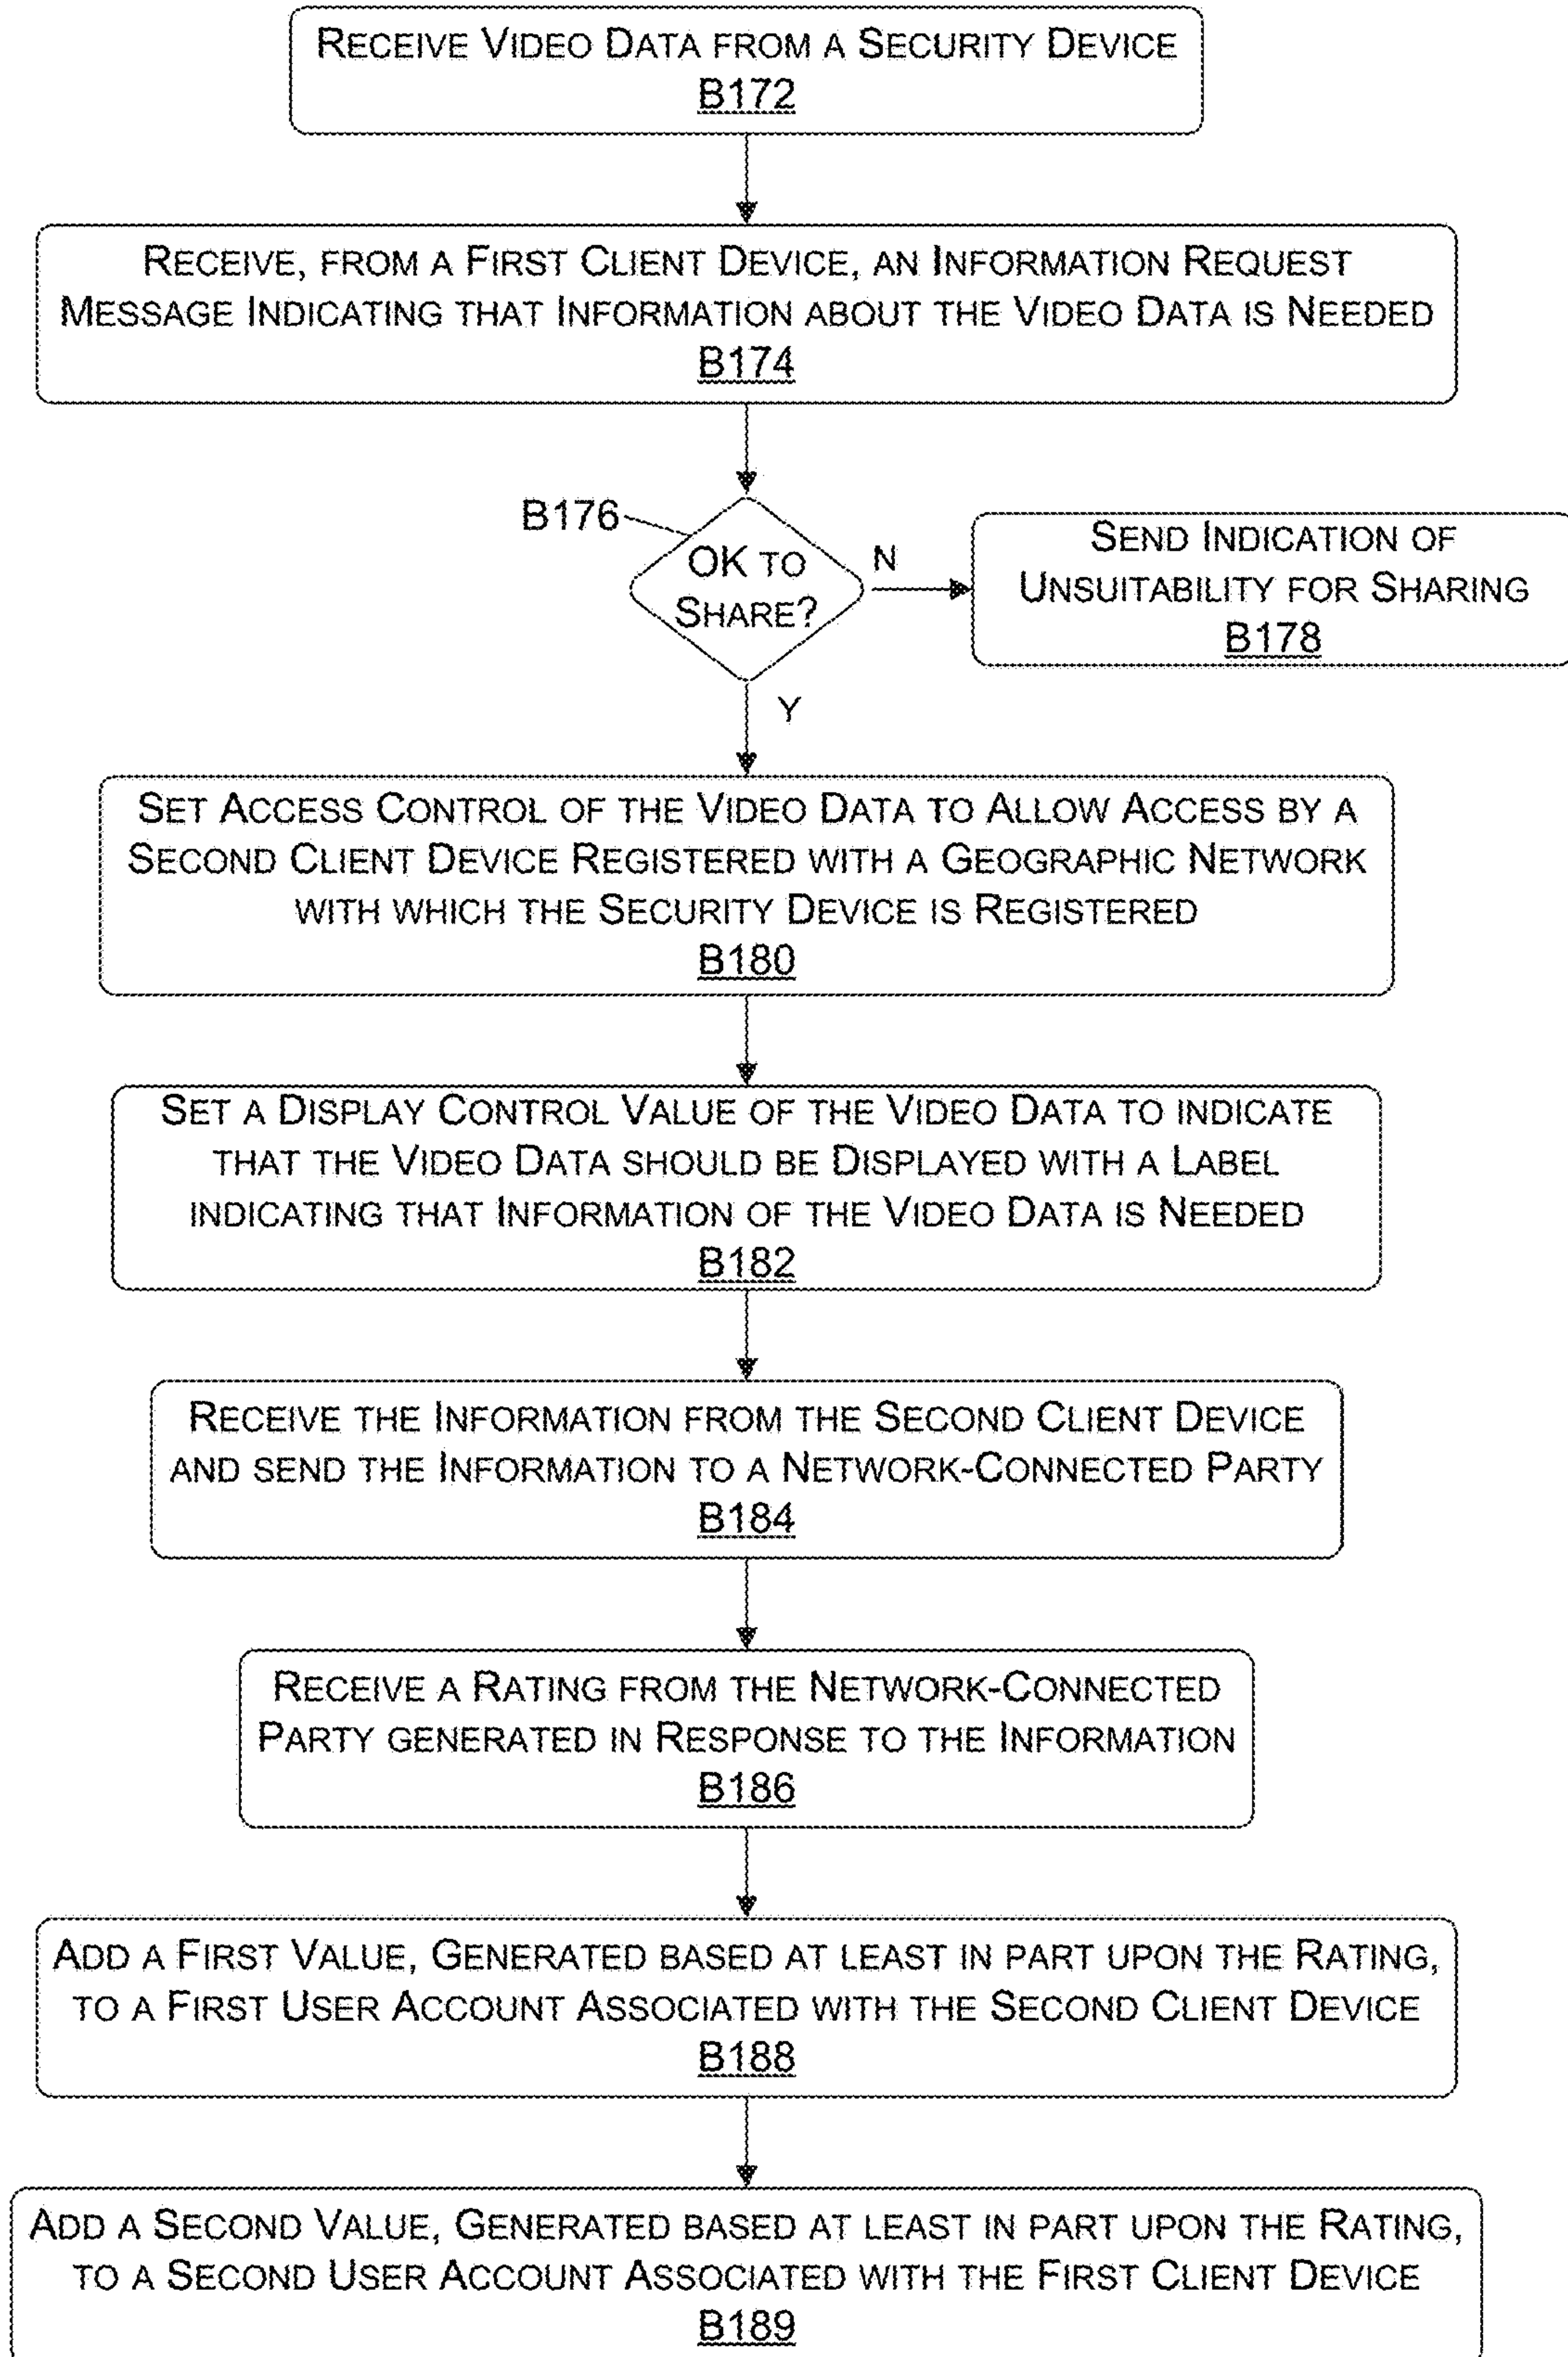 RECEIVE VIDEO DATA FROM A SECURITY DEVICE
B172
RECEIVE, FROM A FIRST CLIENT DEVICE, AN INFORMATION REQUEST
MESSAGE INDICATING THAT INFORMATION ABOUT THE VIDEO DATA IS NEEDED
B174
B176
OK TO
SHARE?
N
SEND INDICATION OF
UNSUITABILITY FOR SHARING
B178
Y
SET ACCESS CONTROL OF THE VIDEO DATA TO ALLOW ACCESS BY A
SECOND CLIENT DEVICE REGISTERED WITH A GEOGRAPHIC NETWORK
WITH WHICH THE SECURITY DEVICE IS REGISTERED
B180
SET A DISPLAY CONTROL VALUE OF THE VIDEO DATA TO INDICATE
THAT THE VIDEO DATA SHOULD BE DISPLAYED WITH A LABEL
INDICATING THAT INFORMATION OF THE VIDEO DATA IS NEEDED
B182
RECEIVE THE INFORMATION FROM THE SECOND CLIENT DEVICE
AND SEND THE INFORMATION TO A NETWORK-CONNECTED PARTY
B184
RECEIVE A RATING FROM THE NETWORK-CONNECTED
PARTY GENERATED IN RESPONSE TO THE INFORMATION
B186
ADD A FIRST VALUE, GENERATED BASED AT LEAST IN PART UPON THE RATING,
TO A FIRST USER ACCOUNT ASSOCIATED WITH THE SECOND CLIENT DEVICE
B188
ADD A SECOND VALUE, GENERATED BASED AT LEAST IN PART UPON THE RATING,
TO A SECOND USER ACCOUNT ASSOCIATED WITH THE FIRST CLIENT DEVICE
B189